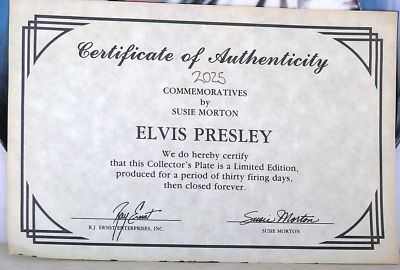 Certificate of Authenticity
2025
COMMEMORATIVES
by
SUSIE MORTON
ELVIS PRESLEY
We do hereby certify
that this Collector's Plate is a Limited Edition,
produced for a period of thirty firing days,
then closed forever.
Ray Ernst
R.J. ERNST ENTERPRISES, INC.
Susie Morton
SUSIE MORTON